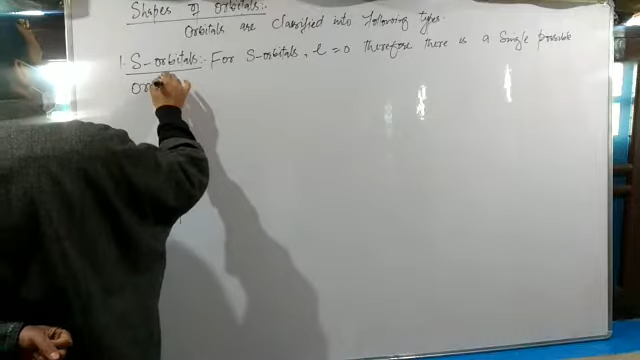 Shapes of Orbitals:-
Orbitals are classified into following types.
1. S-orbitals:- For S-orbitals, l = 0 therefore there is a Single possible
Or